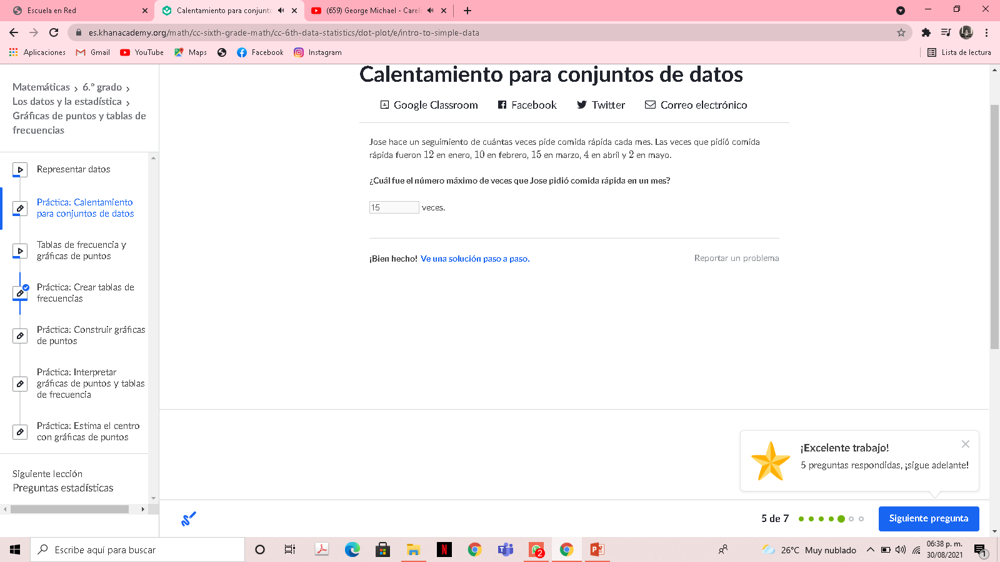 Escuela en Red
Calentamiento para conjunto
(659) George Michael - Carel
es.khanacademy.org/math/cc-sixth-grade-math/cc-6th-data-statistics/dot-plot/e/intro-to-simple-data
Aplicaciones Gmail YouTube Maps Facebook Instagram Lista de lectura
Matemáticas > 6.º grado >
Los datos y la estadística >
Gráficas de puntos y tablas de
frecuencias
Representar datos
Práctica: Calentamiento
para conjuntos de datos
Tablas de frecuencia y
gráficas de puntos
Práctica: Crear tablas de
frecuencias
Práctica: Construir gráficas
de puntos
Práctica: Interpretar
gráficas de puntos y tablas
de frecuencia
Práctica: Estima el centro
con gráficas de puntos
Siguiente lección
Preguntas estadísticas
Calentamiento para conjuntos de datos
Google Classroom Facebook Twitter Correo electrónico
Jose hace un seguimiento de cuántas veces pide comida rápida cada mes. Las veces que pidió comida
rápida fueron 12 en enero, 10 en febrero, 15 en marzo, 4 en abril y 2 en mayo.
¿Cuál fue el número máximo de veces que Jose pidió comida rápida en un mes?
15 veces.
¡Bien hecho! Ve una solución paso a paso.
Reportar un problema
¡Excelente trabajo!
5 preguntas respondidas, ¡sigue adelante!
5 de 7
Siguiente pregunta
Escribe aquí para buscar
2
26°C Muy nublado
06:38 p. m.
30/08/2021
1